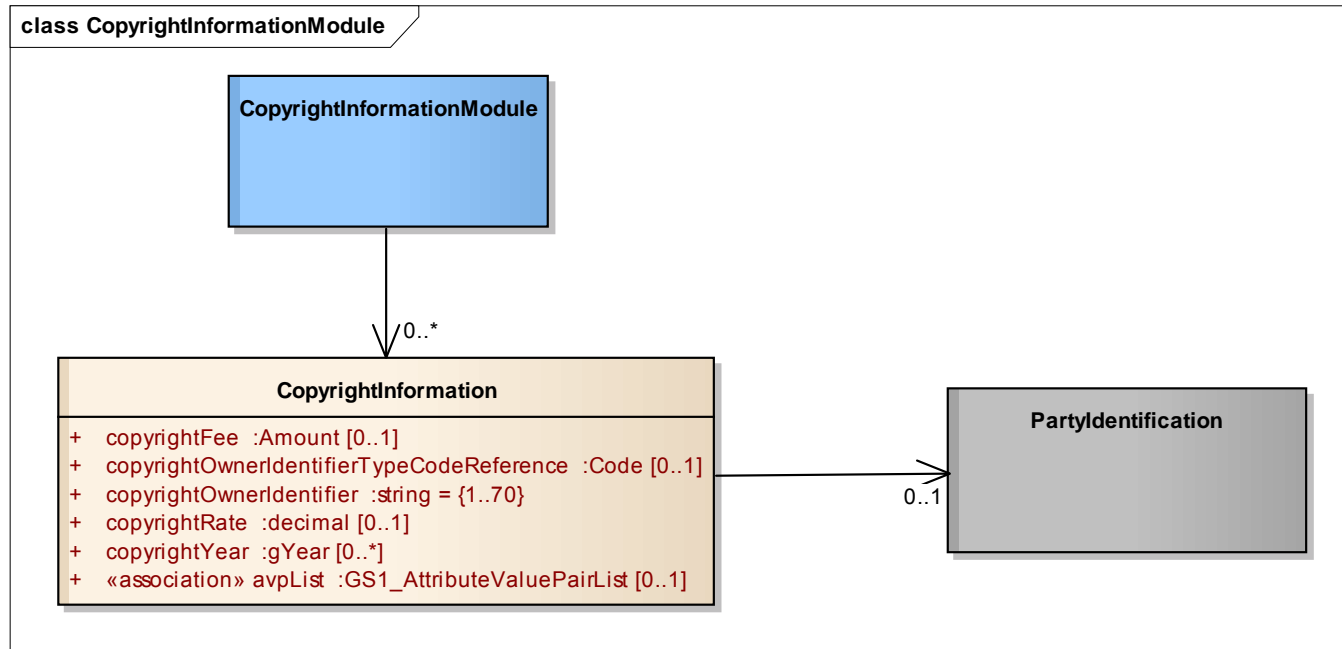 class CopyrightInformationModule
CopyrightInformationModule
0..*
CopyrightInformation
+ copyrightFee :Amount [0..1]
+ copyrightOwnerIdentifierTypeCodeReference :Code [0..1]
+ copyrightOwnerIdentifier :string = {1..70}
+ copyrightRate :decimal [0..1]
+ copyrightYear :gYear [0..*]
+ «association» avpList :GS1_AttributeValuePairList [0..1]
PartyIdentification
0..1